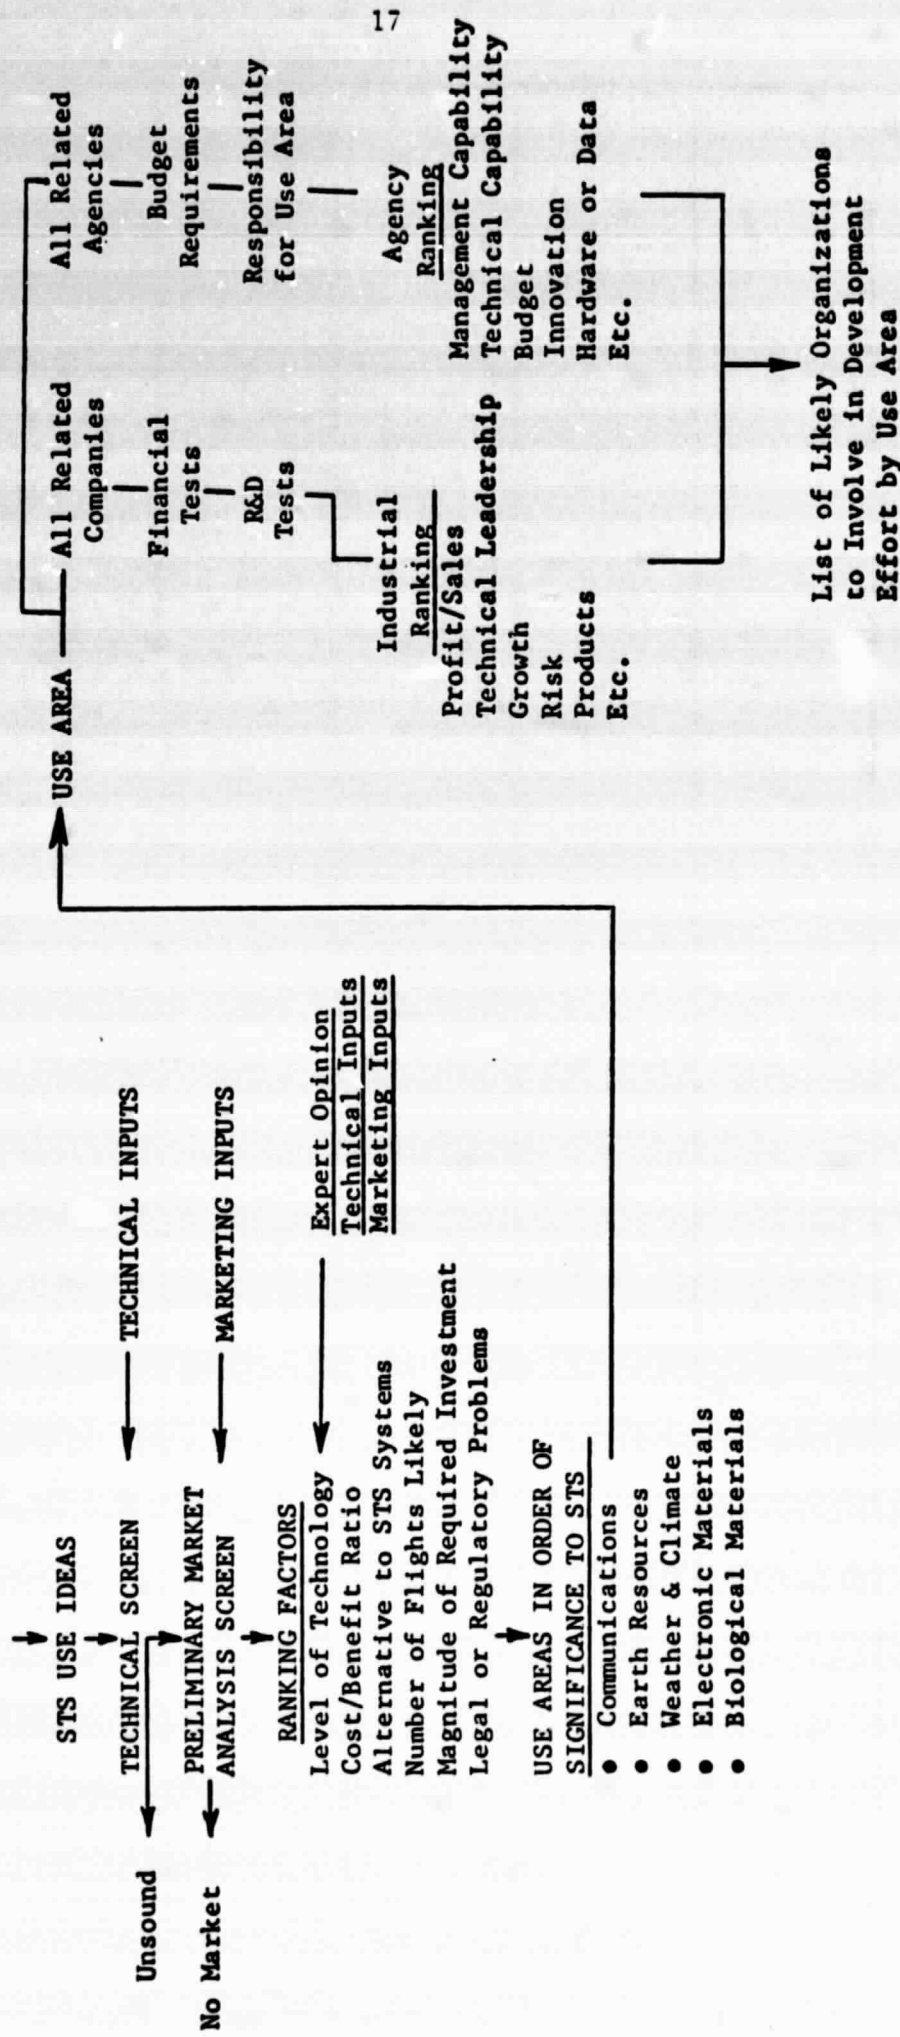 17
STS USE IDEAS
TECHNICAL SCREEN
TECHNICAL INPUTS
Unsound
PRELIMINARY MARKET
ANALYSIS SCREEN
MARKETING INPUTS
No Market
RANKING FACTORS
Level of Technology
Cost/Benefit Ratio
Alternative to STS Systems
Number of Flights Likely
Magnitude of Required Investment
Legal or Regulatory Problems
Expert Opinion
Technical Inputs
Marketing Inputs
USE AREAS IN ORDER OF
SIGNIFICANCE TO STS
• Communications
• Earth Resources
• Weather & Climate
• Electronic Materials
• Biological Materials
USE AREA
All Related
Companies
Financial
Tests
R&D
Tests
Industrial
Ranking
Profit/Sales
Technical Leadership
Growth
Risk
Products
Etc.
All Related
Agencies
Budget
Requirements
Responsibility
for Use Area
Agency
Ranking
Management Capability
Technical Capability
Budget
Innovation
Hardware or Data
Etc.
List of Likely Organizations
to Involve in Development
Effort by Use Area